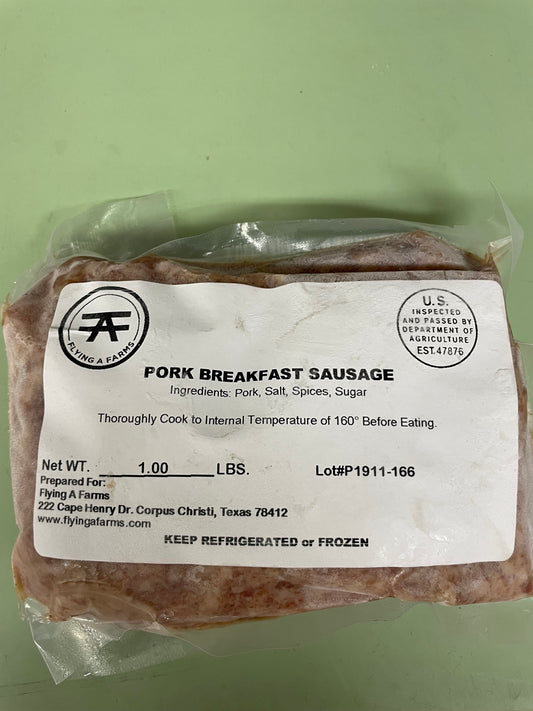 AF
FLYING A FARMS
U.S.
INSPECTED
AND PASSED BY
DEPARTMENT OF
AGRICULTURE
EST. 47876
PORK BREAKFAST SAUSAGE
Ingredients: Pork, Salt, Spices, Sugar
Thoroughly Cook to Internal Temperature of 160° Before Eating.
Net WT. 1.00 LBS. Lot#P1911-166
Prepared For:
Flying A Farms
222 Cape Henry Dr. Corpus Christi, Texas 78412
www.flyingafarms.com
KEEP REFRIGERATED or FROZEN